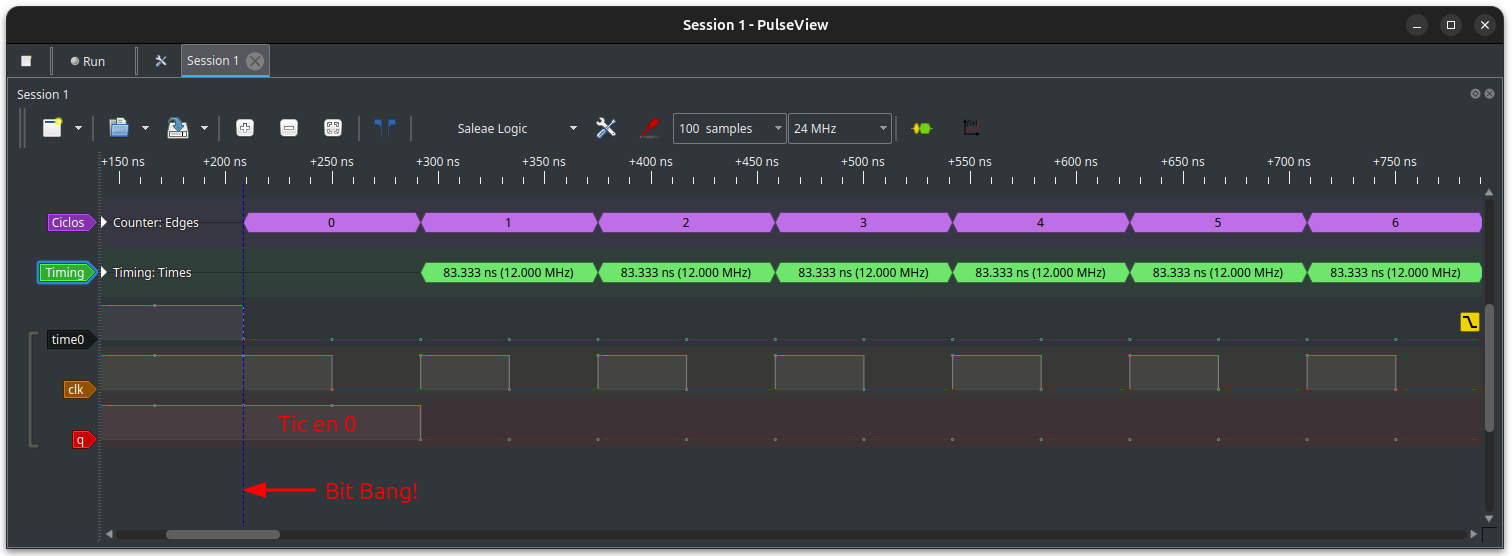 Session 1 - PulseView
Run
Session 1
Session 1
Saleae Logic
100 samples
24 MHz
+150 ns +200 ns +250 ns +300 ns +350 ns +400 ns +450 ns +500 ns +550 ns +600 ns +650 ns +700 ns +750 ns
Ciclos Counter: Edges 0 1 2 3 4 5 6
Timing Timing: Times 83.333 ns (12.000 MHz) 83.333 ns (12.000 MHz) 83.333 ns (12.000 MHz) 83.333 ns (12.000 MHz) 83.333 ns (12.000 MHz) 83.333 ns (12.000 MHz)
time0
clk
Tic en 0
q
Bit Bang!